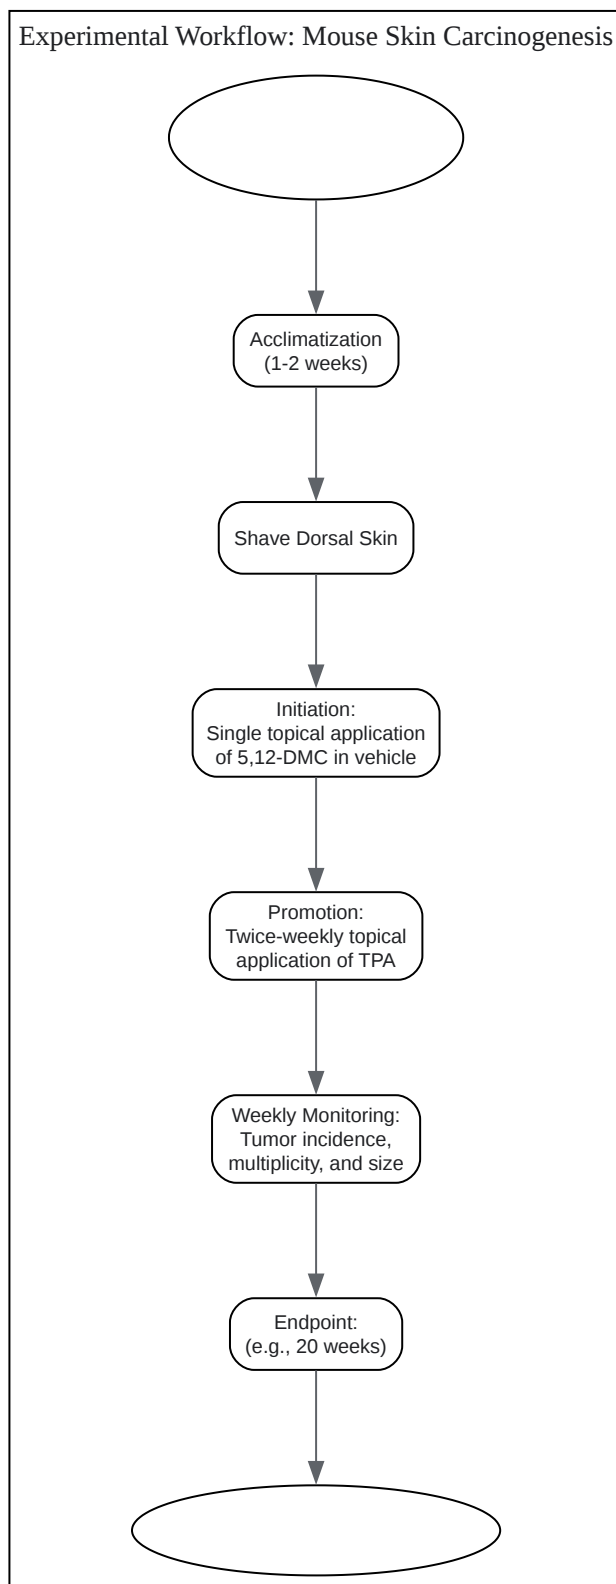 Experimental Workflow: Mouse Skin Carcinogenesis
Acclimatization
(1-2 weeks)
Shave Dorsal Skin
Initiation:
Single topical application
of 5,12-DMC in vehicle
Promotion:
Twice-weekly topical
application of TPA
Weekly Monitoring:
Tumor incidence,
multiplicity, and size
Endpoint:
(e.g., 20 weeks)